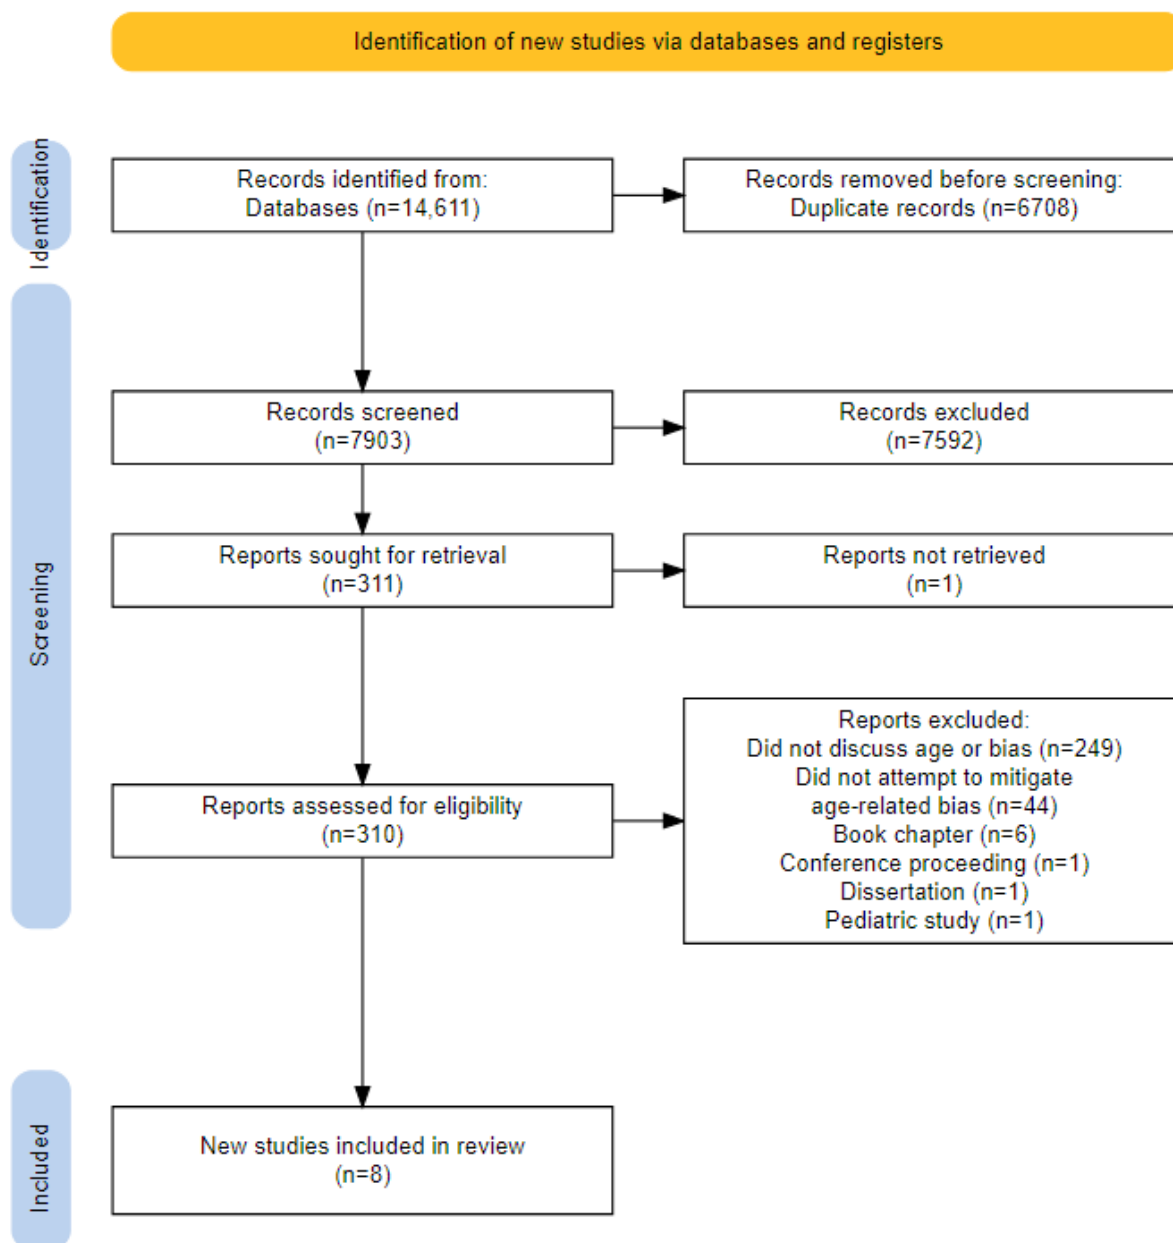 Identification of new studies via databases and registers
Identification
Records identified from:
Databases (n=14,611)
Records removed before screening:
Duplicate records (n=6708)
Screening
Records screened
(n=7903)
Records excluded
(n=7592)
Reports sought for retrieval
(n=311)
Reports not retrieved
(n=1)
Reports assessed for eligibility
(n=310)
Reports excluded:
Did not discuss age or bias (n=249)
Did not attempt to mitigate
age-related bias (n=44)
Book chapter (n=6)
Conference proceeding (n=1)
Dissertation (n=1)
Pediatric study (n=1)
Included
New studies included in review
(n=8)